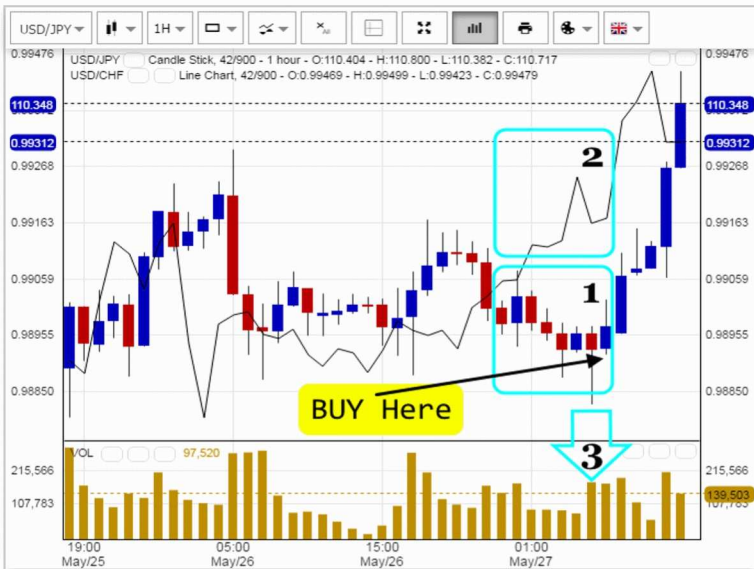 USD/JPY 1H
0.99476 0.99476
USD/JPY Candle Stick, 42/900 - 1 hour - O:110.404 - H:110.800 - L:110.382 - C:110.717
USD/CHF Line Chart, 42/900 - O:0.99469 - H:0.99499 - L:0.99423 - C:0.99479
110.348 110.348
0.99312 0.99312
2
0.99268 0.99268
0.99163 0.99163
0.99059 0.99059
1
0.98955 0.98955
0.98850 0.98850
BUY Here
3
VOL 97,520
215,566 215,566
139,503
107,783 107,783
19:00 05:00 15:00 01:00
May/25 May/26 May/26 May/27